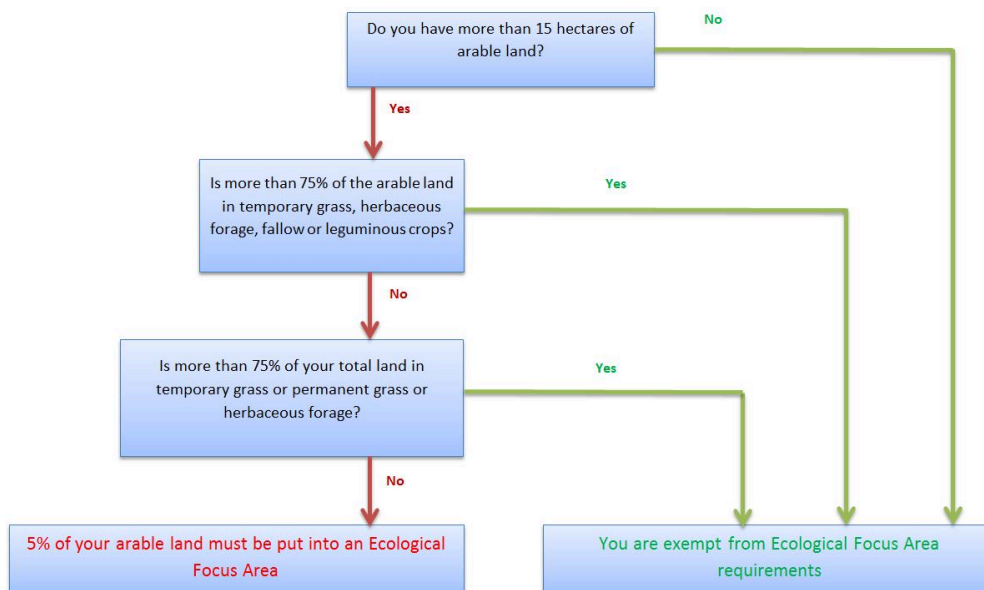 Do you have more than 15 hectares of
arable land?
No
Yes
Is more than 75% of the arable land
in temporary grass, herbaceous
forage, fallow or leguminous crops?
Yes
No
Is more than 75% of your total land in
temporary grass or permanent grass or
herbaceous forage?
Yes
No
5% of your arable land must be put into an Ecological
Focus Area
You are exempt from Ecological Focus Area
requirements